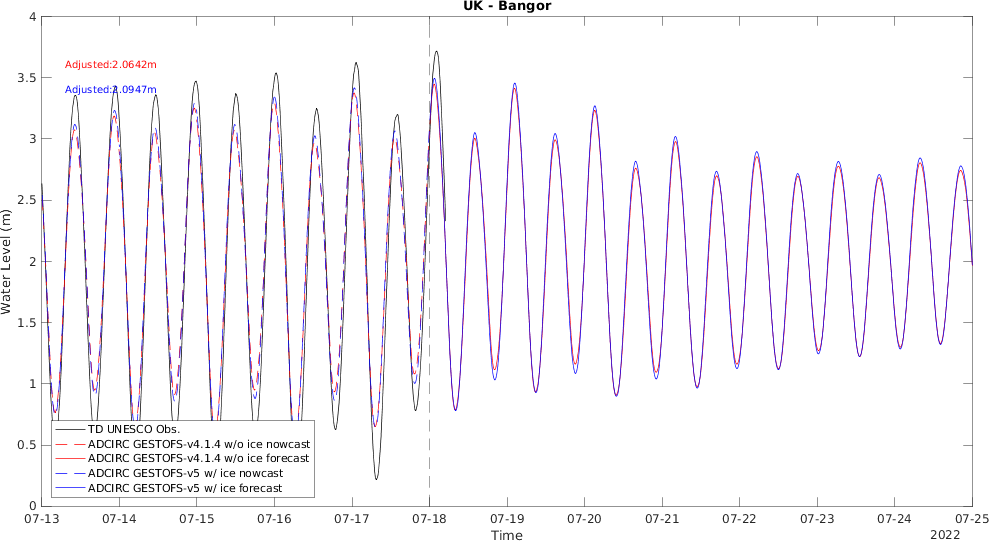 UK - Bangor
4
3.5
3
2.5
2
1.5
1
0.5
0
Water Level (m)
Adjusted:2.0642m
Adjusted:2.0947m
TD UNESCO Obs.
ADCIRC GESTOFS-v4.1.4 w/o ice nowcast
ADCIRC GESTOFS-v4.1.4 w/o ice forecast
ADCIRC GESTOFS-v5 w/ ice nowcast
ADCIRC GESTOFS-v5 w/ ice forecast
07-13 07-14 07-15 07-16 07-17 07-18 07-19 07-20 07-21 07-22 07-23 07-24 07-25
Time
2022